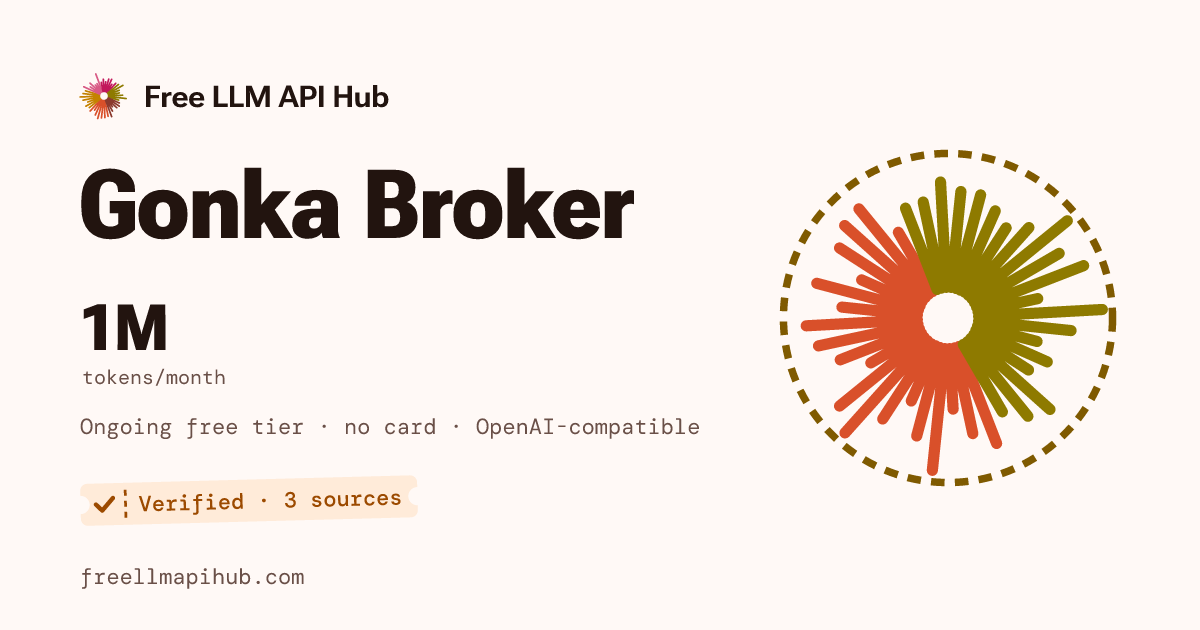 Free LLM API Hub
Gonka Broker
1M
tokens/month
Ongoing free tier · no card · OpenAI-compatible
Verified · 3 sources
freellmapihub.com